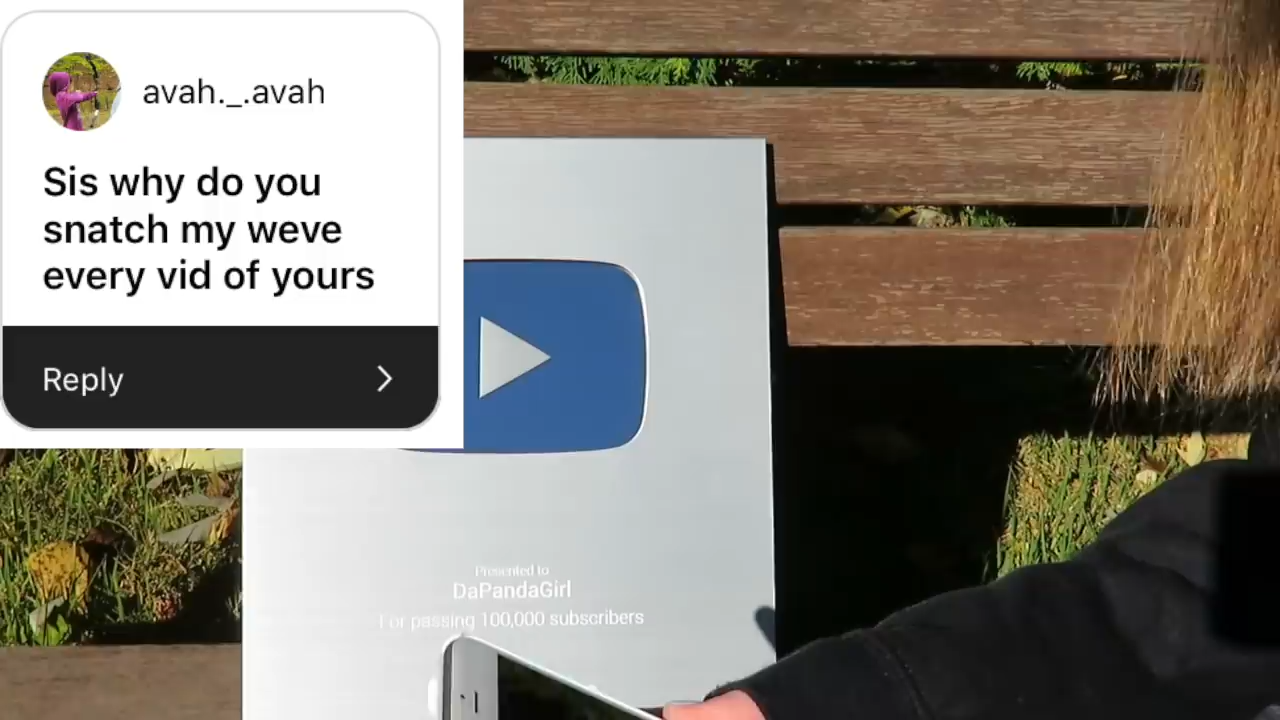 avah._.avah
Sis why do you
snatch my weve
every vid of yours
Reply
Presented to
DaPandaGirl
For passing 100,000 subscribers